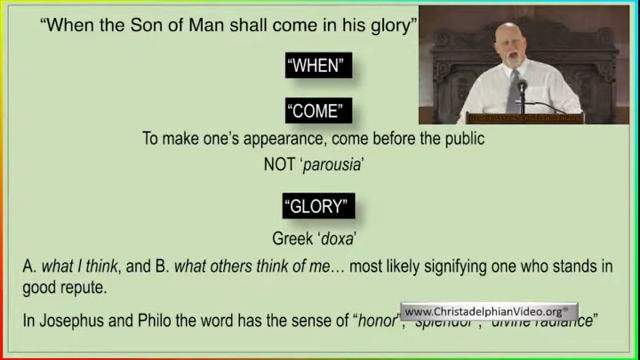 “When the Son of Man shall come in his glory”
“WHEN”
“COME”
To make one’s appearance, come before the public
NOT ‘parousia’
“GLORY”
Greek ‘doxa’
A. what I think, and B. what others think of me… most likely signifying one who stands in
good repute.
www.ChristadelphianVideo.org®
In Josephus and Philo the word has the sense of “honor”, “splendor”, “divine radiance”